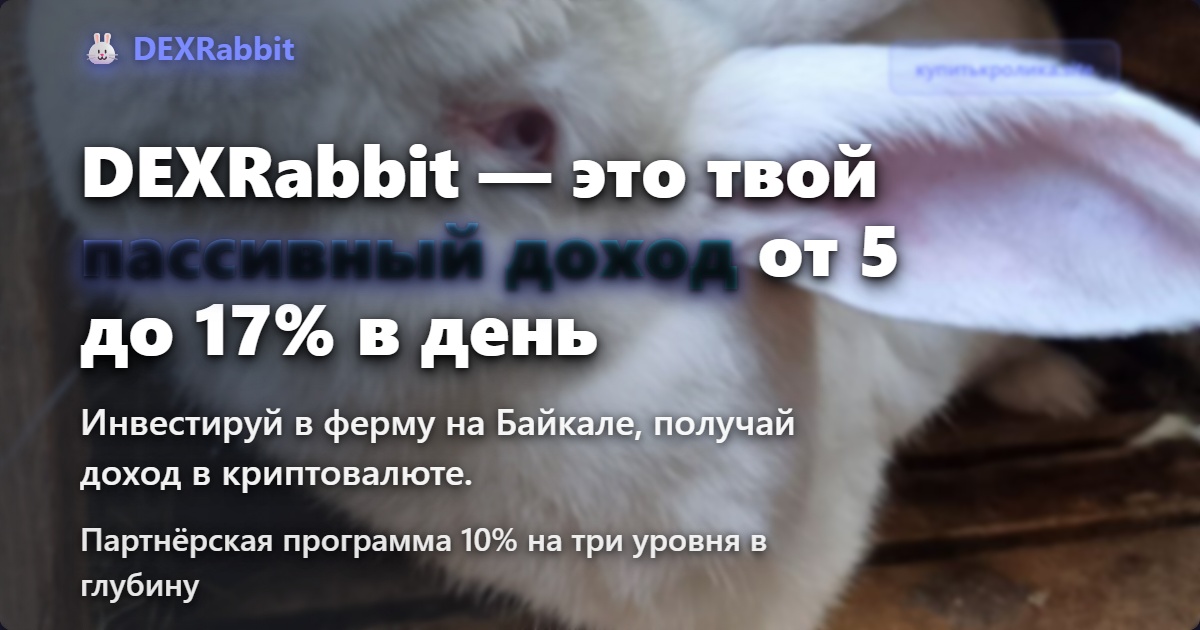 DEXRabbit
DEXRabbit — это твой
пассивный доход от 5
до 17% в день
Инвестируй в ферму на Байкале, получай
доход в криптовалюте.
Партнёрская программа 10% на три уровня в
глубину